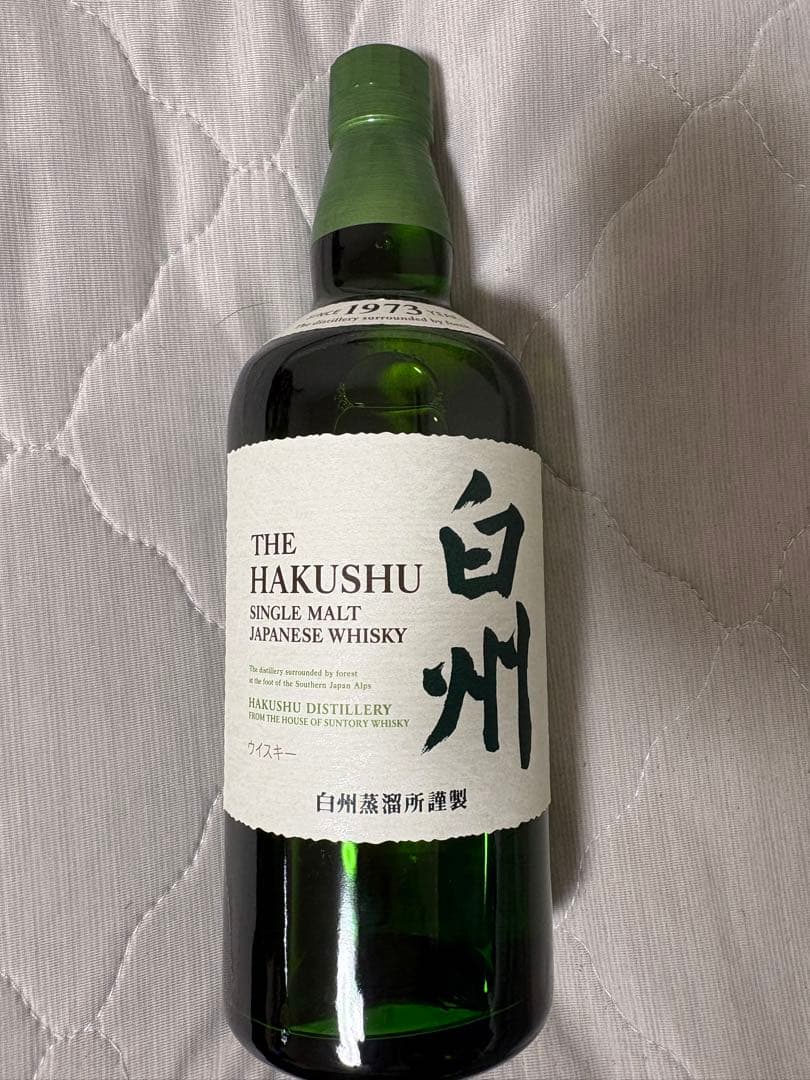 SINCE 1973 YEAR
The distillery surrounded by forest
THE
HAKUSHU
SINGLE MALT
JAPANESE WHISKY
白州
The distillery surrounded by forest
at the foot of the Southern Japan Alps
HAKUSHU DISTILLERY
FROM THE HOUSE OF SUNTORY WHISKY
ウイスキー
白州蒸溜所謹製